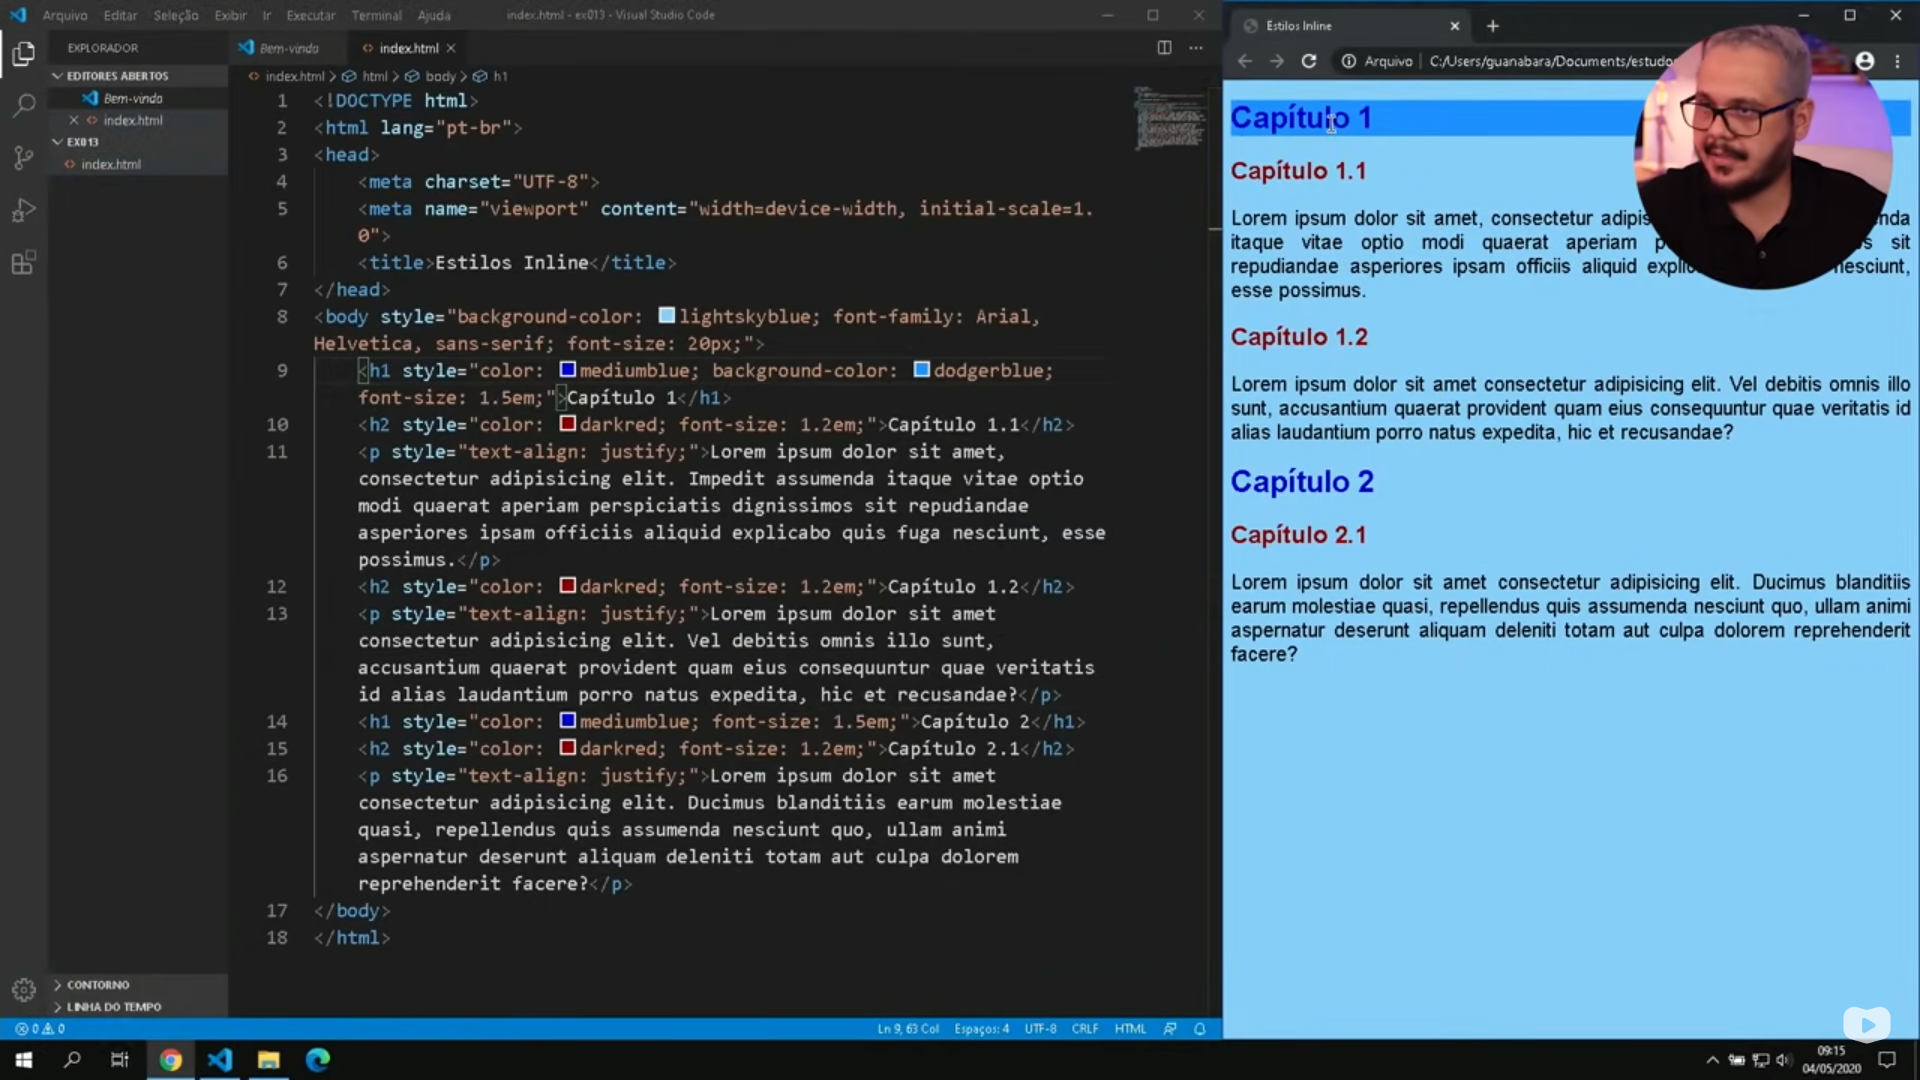 Arquivo Editar Seleção Exibir Ir Executar Terminal Ajuda
index.html - ex013 - Visual Studio Code
EXPLORADOR
EDITORES ABERTOS
Bem-vindo
index.html
EX013
index.html
CONTORNO
LINHA DO TEMPO
Bem-vindo
index.html
index.html > html > body > h1
1 <!DOCTYPE html>
2 <html lang="pt-br">
3 <head>
4 <meta charset="UTF-8">
5 <meta name="viewport" content="width=device-width, initial-scale=1.
0">
6 <title>Estilos Inline</title>
7 </head>
8 <body style="background-color: lightskyblue; font-family: Arial,
Helvetica, sans-serif; font-size: 20px;">
9 <h1 style="color: mediumblue; background-color: dodgerblue;
font-size: 1.5em;">Capítulo 1</h1>
10 <h2 style="color: darkred; font-size: 1.2em;">Capítulo 1.1</h2>
11 <p style="text-align: justify;">Lorem ipsum dolor sit amet,
consectetur adipisicing elit. Impedit assumenda itaque vitae optio
modi quaerat aperiam perspiciatis dignissimos sit repudiandae
asperiores ipsam officiis aliquid explicabo quis fuga nesciunt, esse
possimus.</p>
12 <h2 style="color: darkred; font-size: 1.2em;">Capítulo 1.2</h2>
13 <p style="text-align: justify;">Lorem ipsum dolor sit amet
consectetur adipisicing elit. Vel debitis omnis illo sunt,
accusantium quaerat provident quam eius consequuntur quae veritatis
id alias laudantium porro natus expedita, hic et recusandae?</p>
14 <h1 style="color: mediumblue; font-size: 1.5em;">Capítulo 2</h1>
15 <h2 style="color: darkred; font-size: 1.2em;">Capítulo 2.1</h2>
16 <p style="text-align: justify;">Lorem ipsum dolor sit amet
consectetur adipisicing elit. Ducimus blanditiis earum molestiae
quasi, repellendus quis assumenda nesciunt quo, ullam animi
aspernatur deserunt aliquam deleniti totam aut culpa dolorem
reprehenderit facere?</p>
17 </body>
18 </html>
0 0
Ln 9, 63 Col Espaços: 4 UTF-8 CRLF HTML
Estilos Inline
Arquivo | C:/Users/guanabara/Documents/estudo
Capítulo 1
Capítulo 1.1
Lorem ipsum dolor sit amet, consectetur
itaque vitae optio modi quaerat aperiam sit
repudiandae asperiores ipsam officiis aliquid nesciunt,
esse possimus.
Capítulo 1.2
Lorem ipsum dolor sit amet consectetur adipisicing elit. Vel debitis omnis illo
sunt, accusantium quaerat provident quam eius consequuntur quae veritatis id
alias laudantium porro natus expedita, hic et recusandae?
Capítulo 2
Capítulo 2.1
Lorem ipsum dolor sit amet consectetur adipisicing elit. Ducimus blanditiis
earum molestiae quasi, repellendus quis assumenda nesciunt quo, ullam animi
aspernatur deserunt aliquam deleniti totam aut culpa dolorem reprehenderit
facere?
09:15
04/05/2020